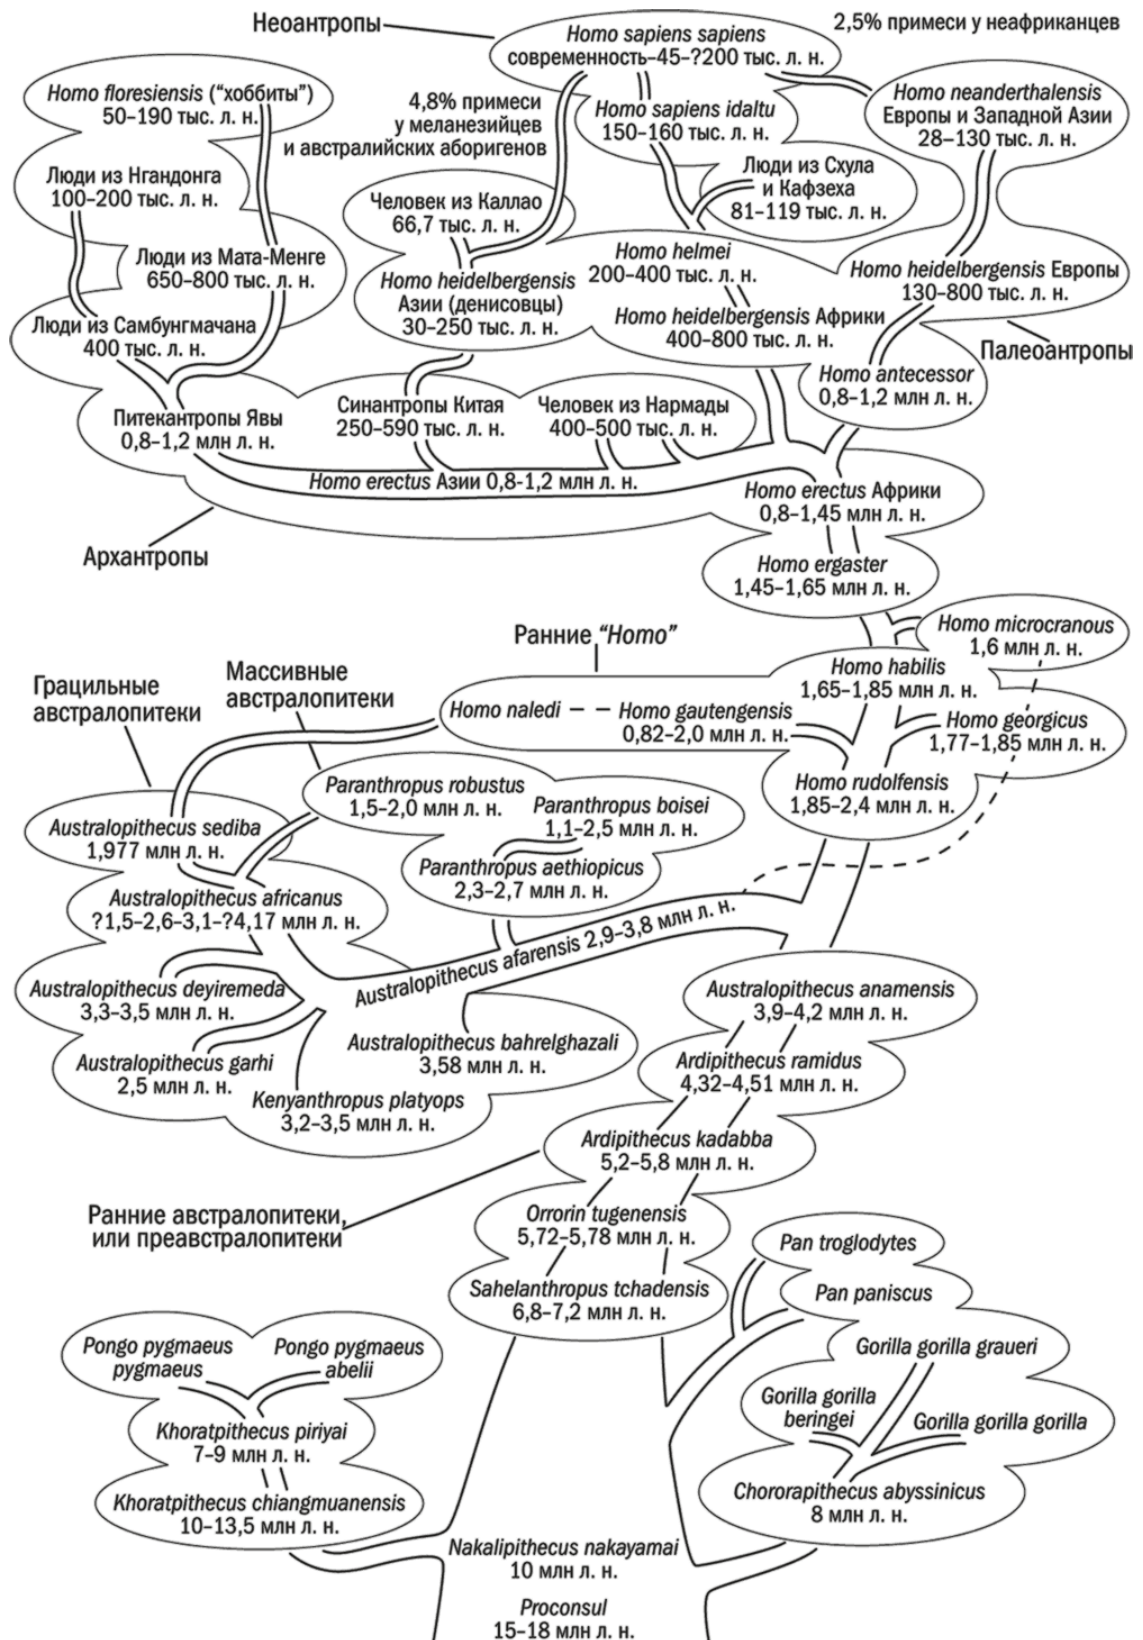 Неоантропы
Homo sapiens sapiens
современность–45–?200 тыс. л. н.
2,5% примеси у неафриканцев
Homo floresiensis (“хоббиты”)
50–190 тыс. л. н.
4,8% примеси
у меланезийцев
и австралийских аборигенов
Homo sapiens idaltu
150–160 тыс. л. н.
Homo neanderthalensis
Европы и Западной Азии
28–130 тыс. л. н.
Люди из Нгандонга
100–200 тыс. л. н.
Человек из Каллао
66,7 тыс. л. н.
Люди из Схула
и Кафзеха
81–119 тыс. л. н.
Люди из Мата-Менге
650–800 тыс. л. н.
Homo heidelbergensis
Азии (денисовцы)
30–250 тыс. л. н.
Homo helmei
200–400 тыс. л. н.
Homo heidelbergensis Европы
130–800 тыс. л. н.
Люди из Самбунгмачана
400 тыс. л. н.
Homo heidelbergensis Африки
400–800 тыс. л. н.
Палеоантропы
Homo antecessor
0,8–1,2 млн л. н.
Питекантропы Явы
0,8–1,2 млн л. н.
Синантропы Китая
250–590 тыс. л. н.
Человек из Нармады
400–500 тыс. л. н.
Homo erectus Азии 0,8-1,2 млн л. н.
Homo erectus Африки
0,8–1,45 млн л. н.
Архантропы
Homo ergaster
1,45–1,65 млн л. н.
Ранние “Homo”
Homo microcranous
1,6 млн л. н.
Homo habilis
1,65–1,85 млн л. н.
Грацильные
австралопитеки
Массивные
австралопитеки
Homo naledi
Homo gautengensis
0,82–2,0 млн л. н.
Homo georgicus
1,77–1,85 млн л. н.
Homo rudolfensis
1,85–2,4 млн л. н.
Paranthropus robustus
1,5–2,0 млн л. н.
Paranthropus boisei
1,1–2,5 млн л. н.
Australopithecus sediba
1,977 млн л. н.
Paranthropus aethiopicus
2,3–2,7 млн л. н.
Australopithecus africanus
?1,5–2,6–3,1–?4,17 млн л. н.
Australopithecus afarensis 2,9–3,8 млн л. н.
Australopithecus deyiremeda
3,3–3,5 млн л. н.
Australopithecus anamensis
3,9–4,2 млн л. н.
Australopithecus bahrelghazali
3,58 млн л. н.
Australopithecus garhi
2,5 млн л. н.
Ardipithecus ramidus
4,32–4,51 млн л. н.
Kenyanthropus platyops
3,2–3,5 млн л. н.
Ardipithecus kadabba
5,2–5,8 млн л. н.
Ранние австралопитеки,
или преавстралопитеки
Orrorin tugenensis
5,72–5,78 млн л. н.
Pan troglodytes
Sahelanthropus tchadensis
6,8–7,2 млн л. н.
Pan paniscus
Pongo pygmaeus
pygmaeus
Pongo pygmaeus
abelii
Gorilla gorilla graueri
Gorilla gorilla
beringei
Gorilla gorilla gorilla
Khoratpithecus piriyai
7–9 млн л. н.
Khoratpithecus chiangmuanensis
10–13,5 млн л. н.
Chororapithecus abyssinicus
8 млн л. н.
Nakalipithecus nakayamai
10 млн л. н.
Proconsul
15–18 млн л. н.